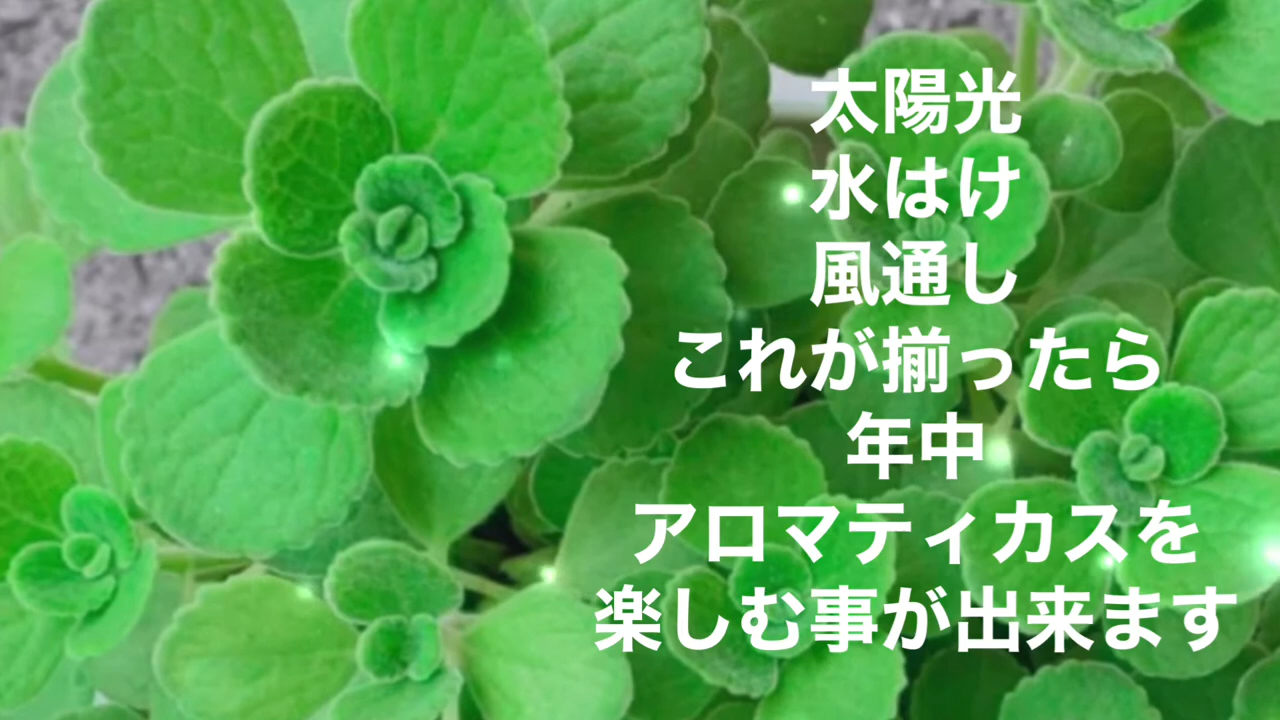 太陽光
水はけ
風通し
これが揃ったら
年中
アロマティカスを
楽しむ事が出来ます